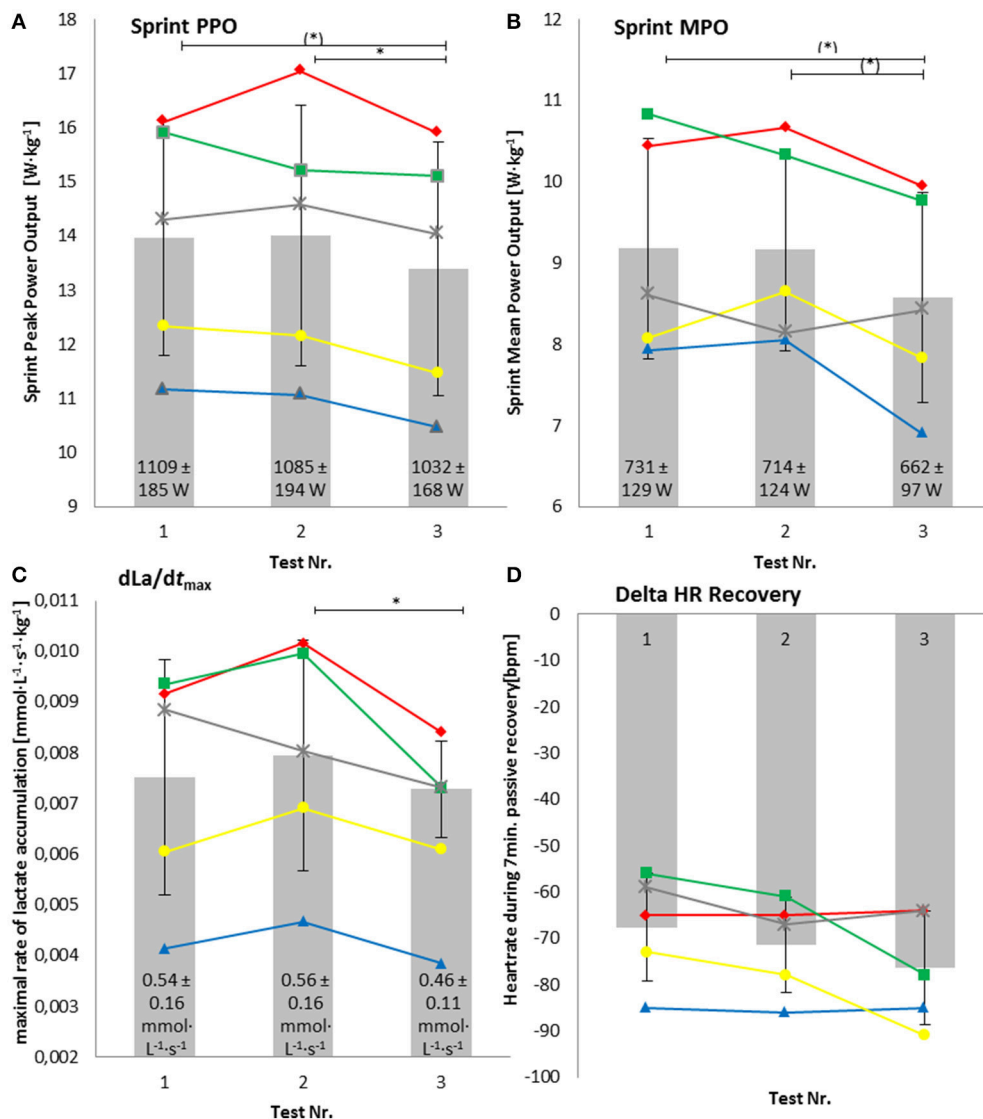 A
Sprint PPO
Sprint Peak Power Output [W·kg⁻¹]
18
17
16
15
14
13
12
11
10
9
(*)
*
1109 ±
185 W
1085 ±
194 W
1032 ±
168 W
1
2
3
Test Nr.
B
Sprint MPO
Sprint Mean Power Output [W·kg⁻¹]
12
11
10
9
8
7
6
(*)
(*)
731 ±
129 W
714 ±
124 W
662 ±
97 W
1
2
3
Test Nr.
C
dLa/dtmax
maximal rate of lactate accumulation [mmol·L⁻¹·s⁻¹·kg⁻¹]
0,011
0,010
0,009
0,008
0,007
0,006
0,005
0,004
0,003
0,002
*
0.54 ±
0.16
mmol·
L⁻¹·s⁻¹
0.56 ±
0.16
mmol·
L⁻¹·s⁻¹
0.46 ±
0.11
mmol·
L⁻¹·s⁻¹
1
2
3
Test Nr.
D
Delta HR Recovery
Heartrate during 7min. passive recovery[bpm]
0
-10
-20
-30
-40
-50
-60
-70
-80
-90
-100
1
2
3
Test Nr.